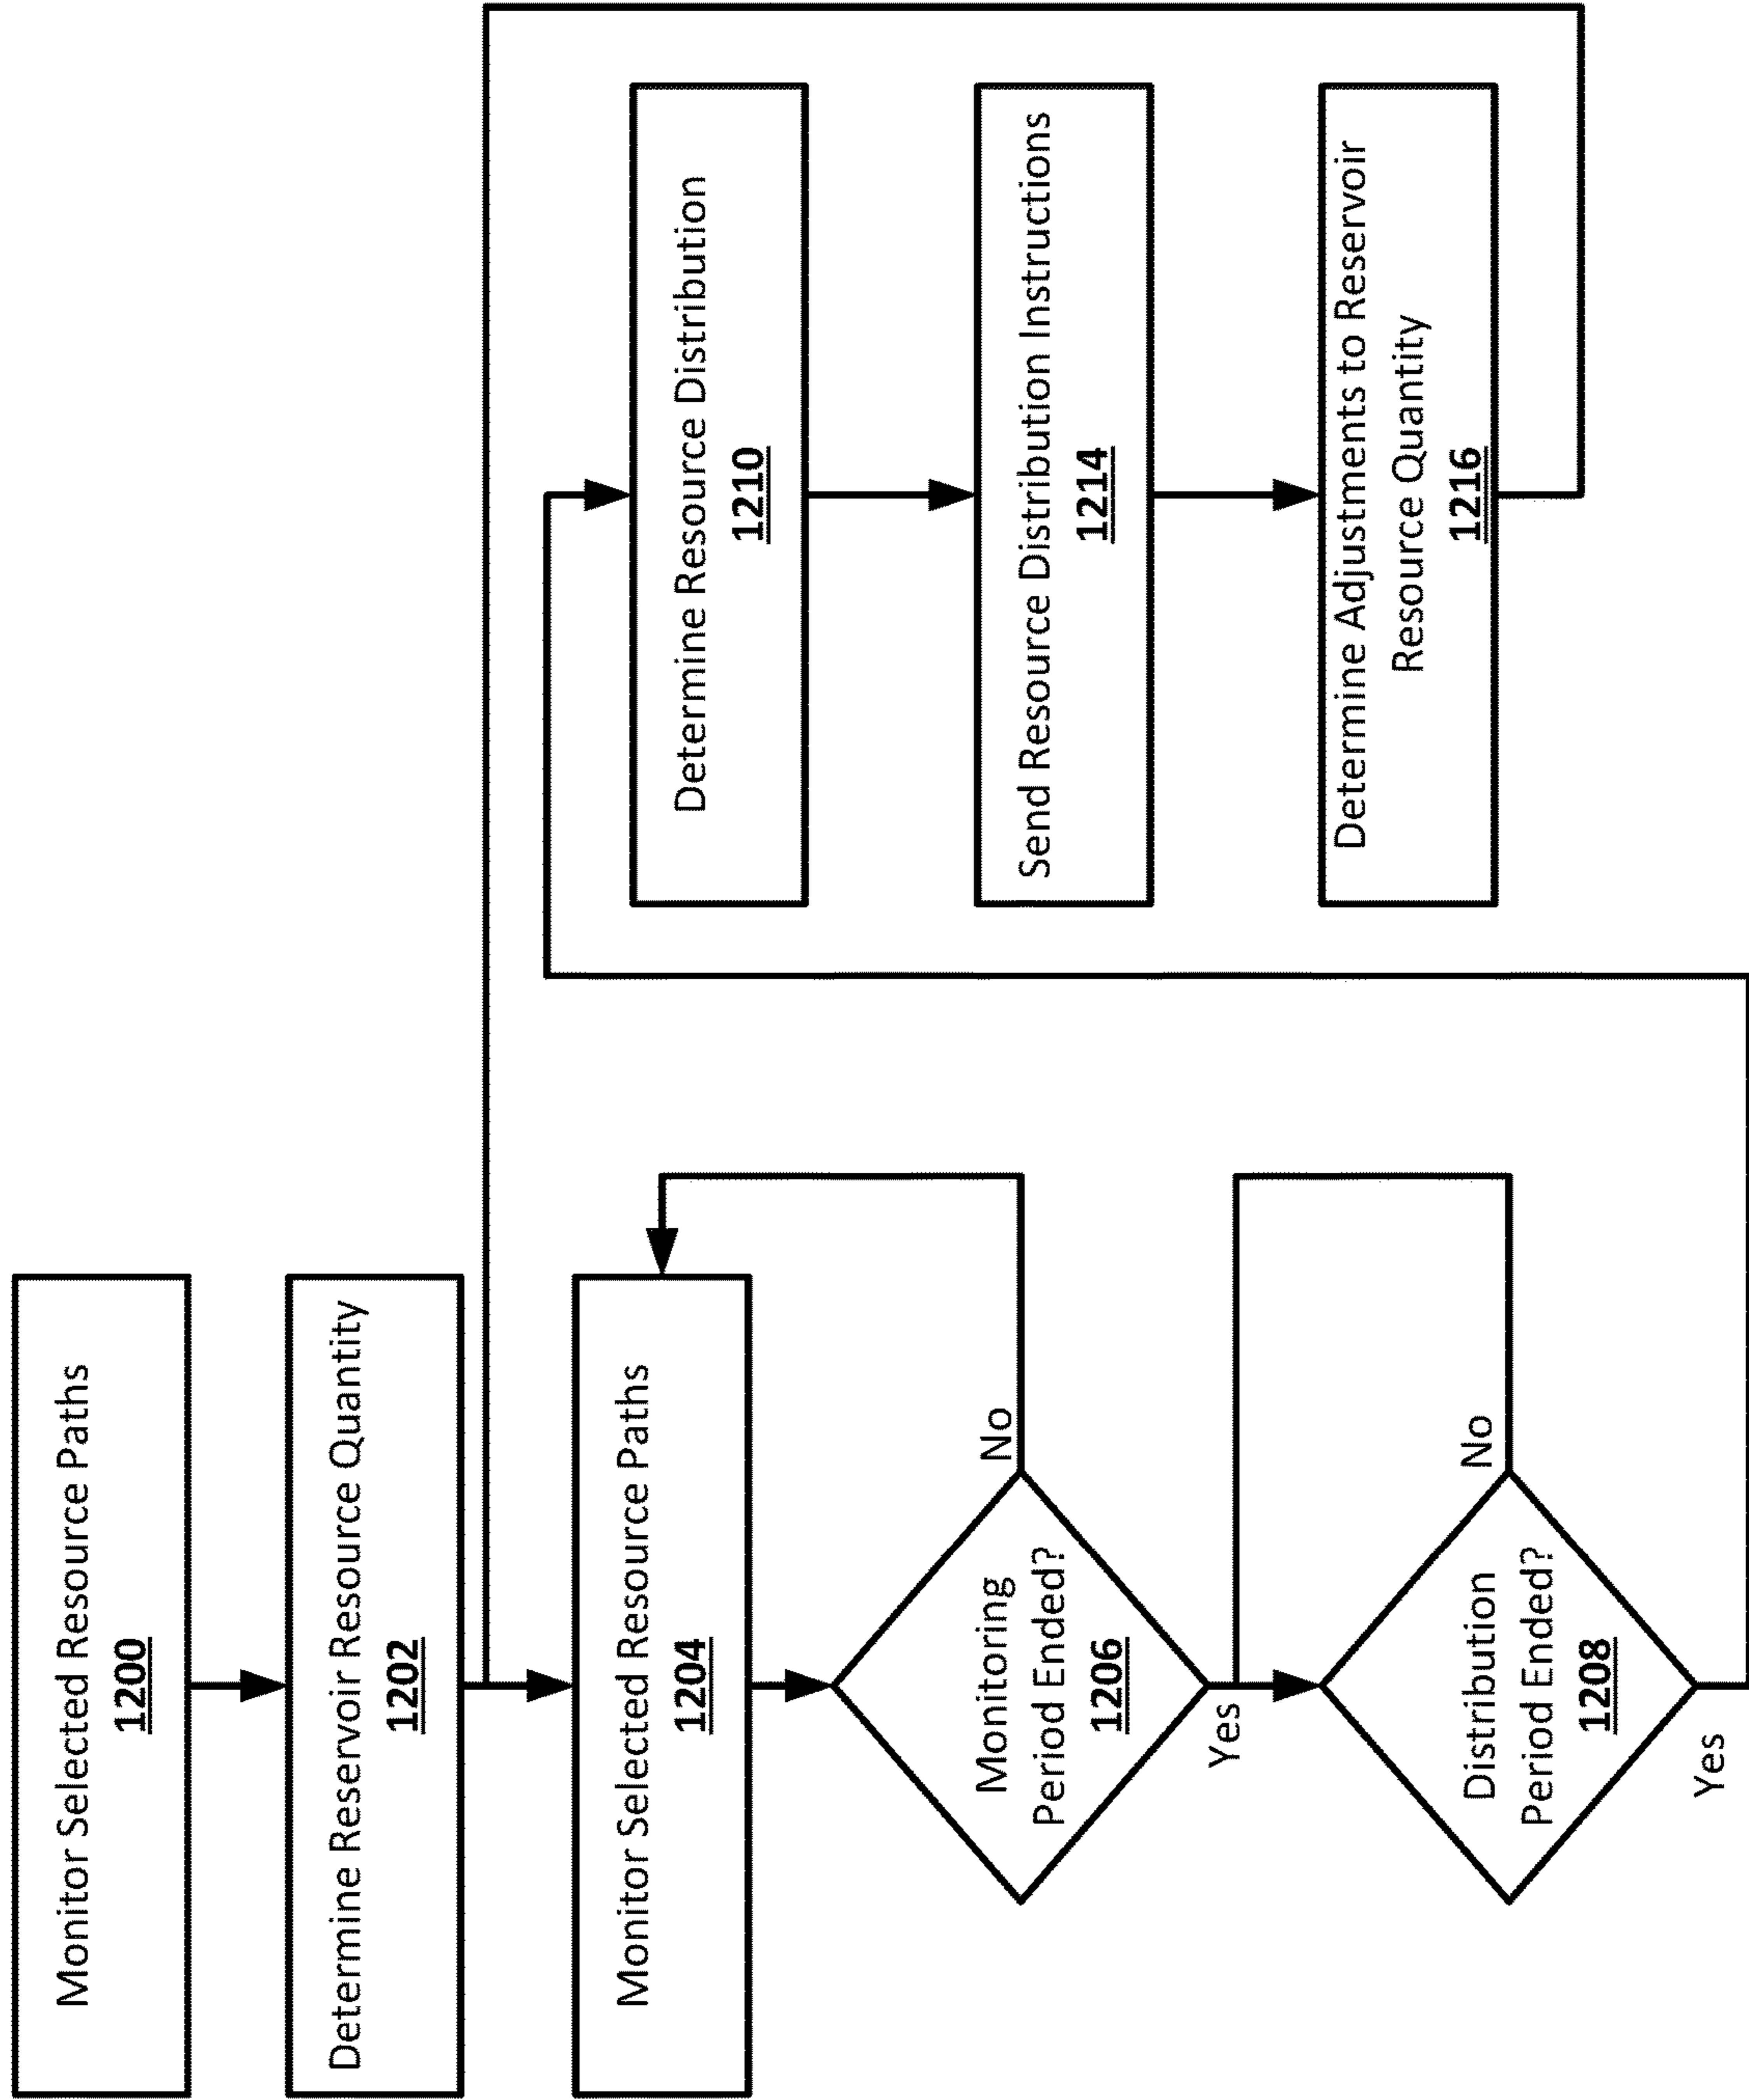 Monitor Selected Resource Paths
1200
Determine Reservoir Resource Quantity
1202
Monitor Selected Resource Paths
1204
Monitoring
Period Ended?
1206
No
Yes
Distribution
Period Ended?
1208
No
Yes
Determine Resource Distribution
1210
Send Resource Distribution Instructions
1214
Determine Adjustments to Reservoir
Resource Quantity
1216